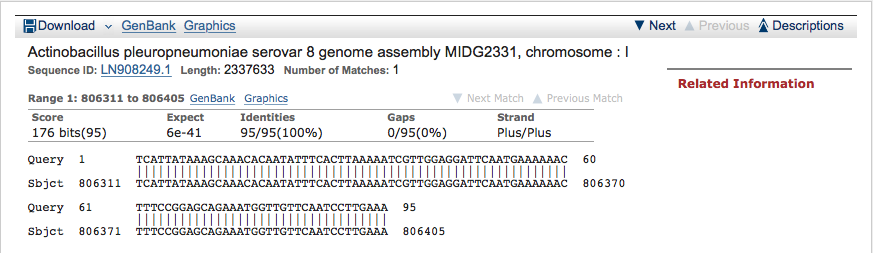 Download GenBank Graphics Next Previous Descriptions
Actinobacillus pleuropneumoniae serovar 8 genome assembly MIDG2331, chromosome : I
Sequence ID: LN908249.1 Length: 2337633 Number of Matches: 1
Related Information
Range 1: 806311 to 806405 GenBank Graphics Next Match Previous Match
Score Expect Identities Gaps Strand
176 bits(95) 6e-41 95/95(100%) 0/95(0%) Plus/Plus
Query 1 TCATTATAAAGCAAACACAATATTTCACTTAAAAATCGTTGGAGGATTCAATGAAAAAAC 60
Sbjct 806311 TCATTATAAAGCAAACACAATATTTCACTTAAAAATCGTTGGAGGATTCAATGAAAAAAC 806370
Query 61 TTTCCGGAGCAGAAATGGTTGTTCAATCCTTGAAA 95
Sbjct 806371 TTTCCGGAGCAGAAATGGTTGTTCAATCCTTGAAA 806405